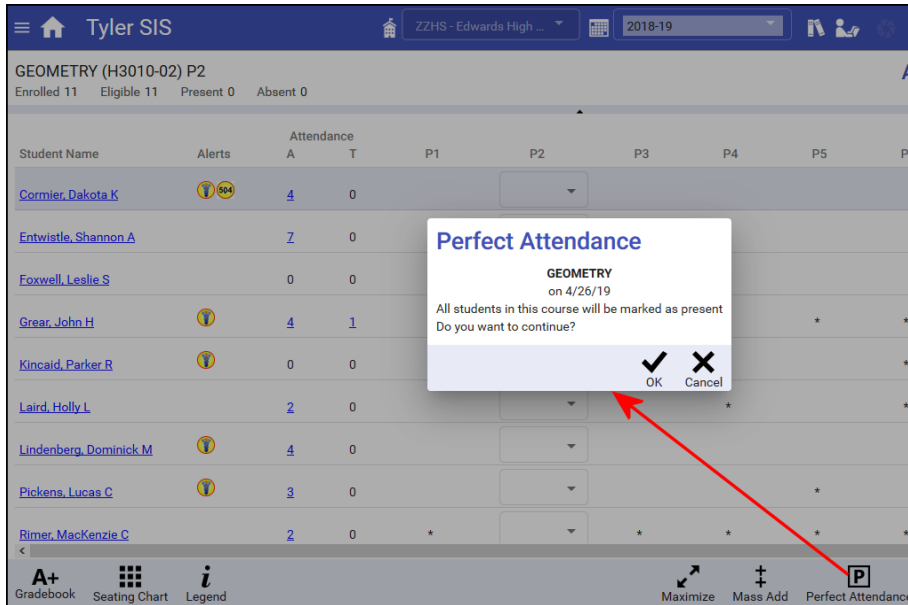 Tyler SIS ZZHS - Edwards High ... 2018-19
GEOMETRY (H3010-02) P2
Enrolled 11 Eligible 11 Present 0 Absent 0
Attendance
Student Name Alerts A T P1 P2 P3 P4 P5 P
Cormier, Dakota K 504 4 0
Entwistle, Shannon A 7 0
Foxwell, Leslie S 0 0
Grear, John H 4 1 * *
Kincaid, Parker R 0 0 *
Laird, Holly L 2 0 * *
Lindenberg, Dominick M 4 0
Pickens, Lucas C 3 0 *
Rimer, MacKenzie C 2 0 * * * * *
Perfect Attendance
GEOMETRY
on 4/26/19
All students in this course will be marked as present
Do you want to continue?
OK Cancel
A+ i P
Gradebook Seating Chart Legend Maximize Mass Add Perfect Attendance